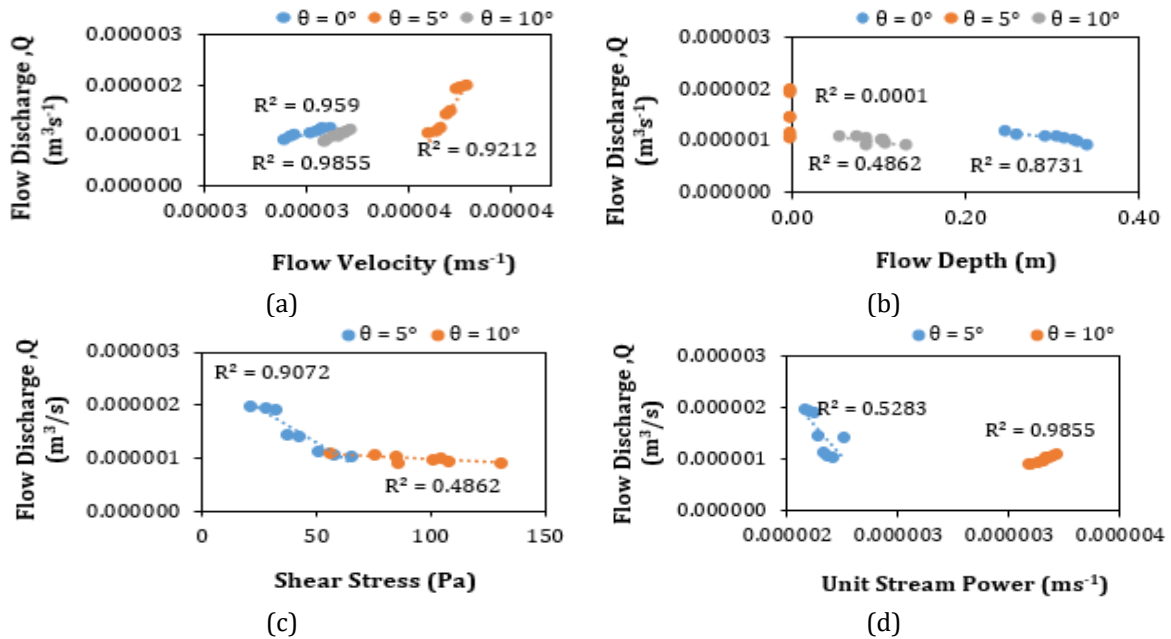 θ = 0° θ = 5° θ = 10°
Flow Discharge ,Q
(m³s⁻¹)
0.000003
0.000002
0.000001
0.000000
R² = 0.959
R² = 0.9855
R² = 0.9212
0.00003 0.00003 0.00004 0.00004
Flow Velocity (ms⁻¹)
(a)
θ = 0° θ = 5° θ = 10°
Flow Discharge ,Q
(m³s⁻¹)
0.000003
0.000002
0.000001
0.000000
R² = 0.0001
R² = 0.4862
R² = 0.8731
0.00 0.20 0.40
Flow Depth (m)
(b)
θ = 5° θ = 10°
Flow Discharge ,Q
(m³/s)
0.000003
0.000002
0.000001
0.000000
R² = 0.9072
R² = 0.4862
0 50 100 150
Shear Stress (Pa)
(c)
θ = 5° θ = 10°
Flow Discharge ,Q
(m³/s)
0.000003
0.000002
0.000001
0.000000
R² = 0.5283
R² = 0.9855
0.000002 0.000003 0.000003 0.000004
Unit Stream Power (ms⁻¹)
(d)